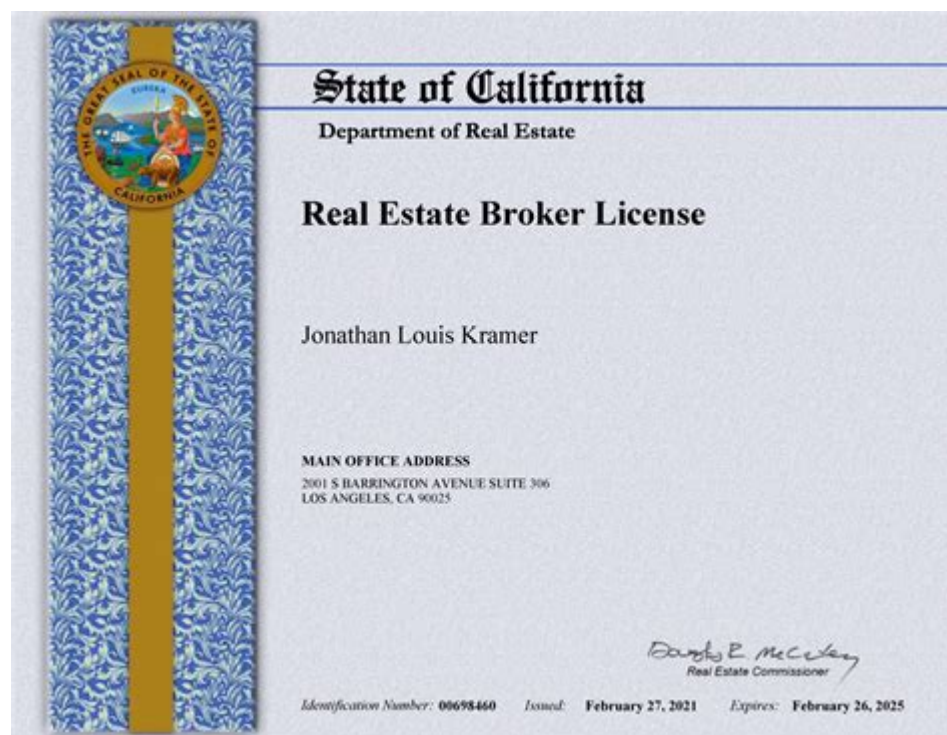 THE GREAT SEAL OF THE STATE OF CALIFORNIA
EUREKA
State of California
Department of Real Estate
Real Estate Broker License
Jonathan Louis Kramer
MAIN OFFICE ADDRESS
2001 S BARRINGTON AVENUE SUITE 306
LOS ANGELES, CA 90025
Real Estate Commissioner
Identification Number: 00698460 Issued: February 27, 2021 Expires: February 26, 2025